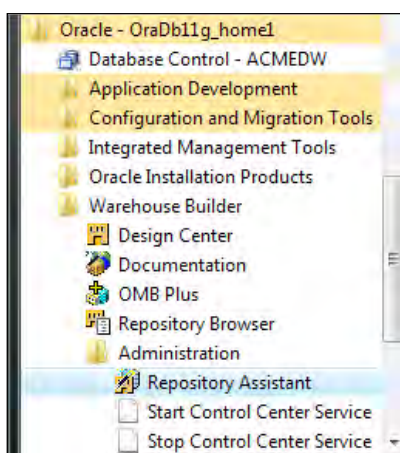 Oracle - OraDb11g_home1
Database Control - ACMEDW
Application Development
Configuration and Migration Tools
Integrated Management Tools
Oracle Installation Products
Warehouse Builder
Design Center
Documentation
OMB Plus
Repository Browser
Administration
Repository Assistant
Start Control Center Service
Stop Control Center Service